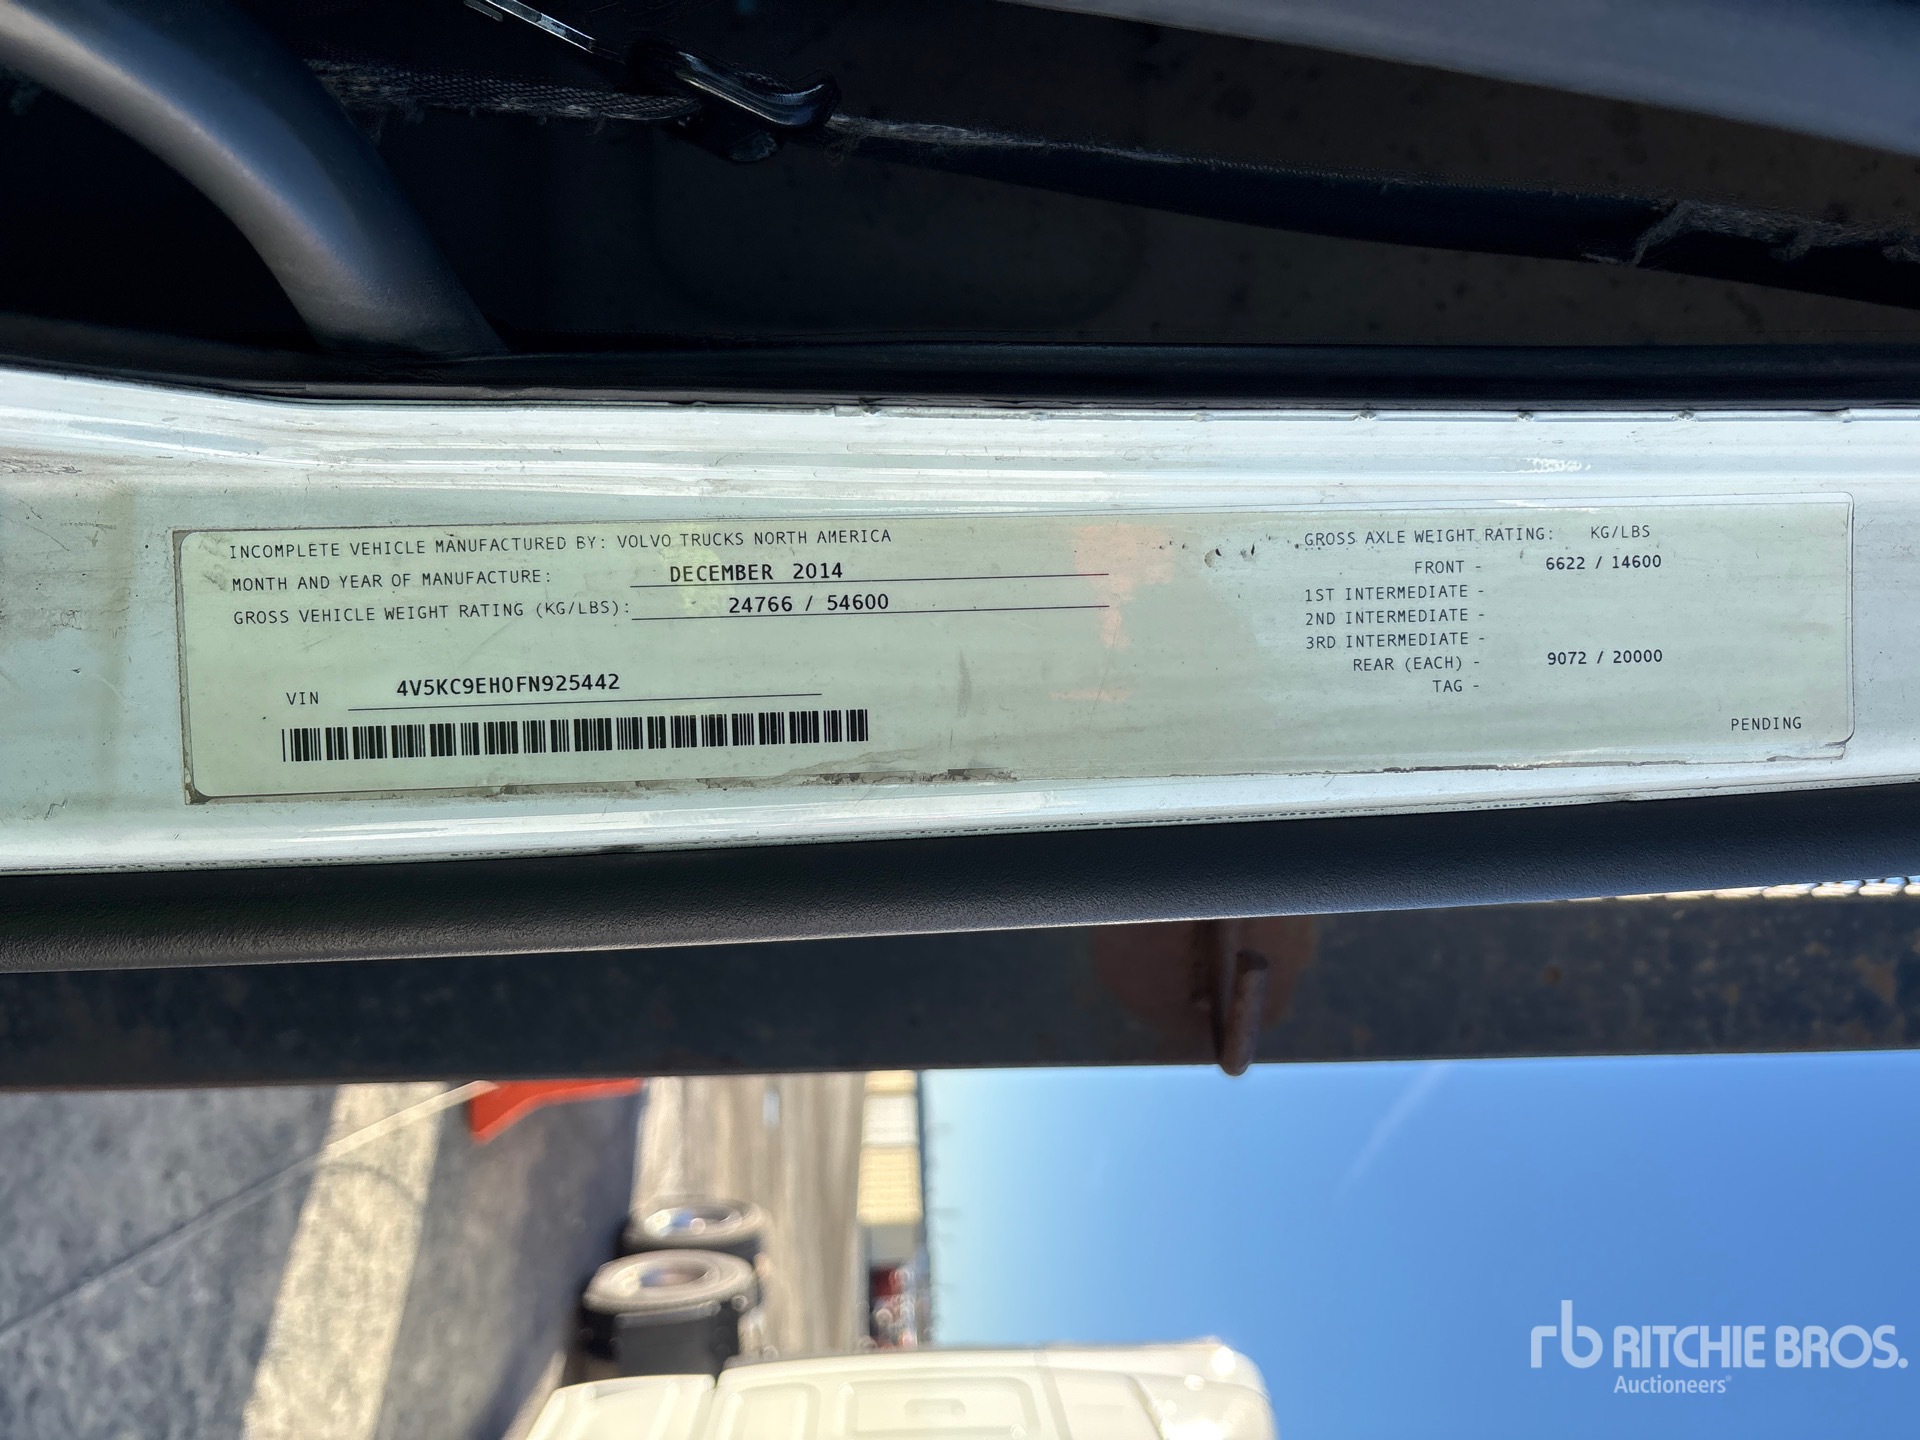 INCOMPLETE VEHICLE MANUFACTURED BY: VOLVO TRUCKS NORTH AMERICA
MONTH AND YEAR OF MANUFACTURE: DECEMBER 2014
GROSS VEHICLE WEIGHT RATING (KG/LBS): 24766 / 54600
VIN 4V5KC9EH0FN925442
GROSS AXLE WEIGHT RATING: KG/LBS
FRONT - 6622 / 14600
1ST INTERMEDIATE -
2ND INTERMEDIATE -
3RD INTERMEDIATE -
REAR (EACH) - 9072 / 20000
TAG -
PENDING
rb RITCHIE BROS.
Auctioneers®